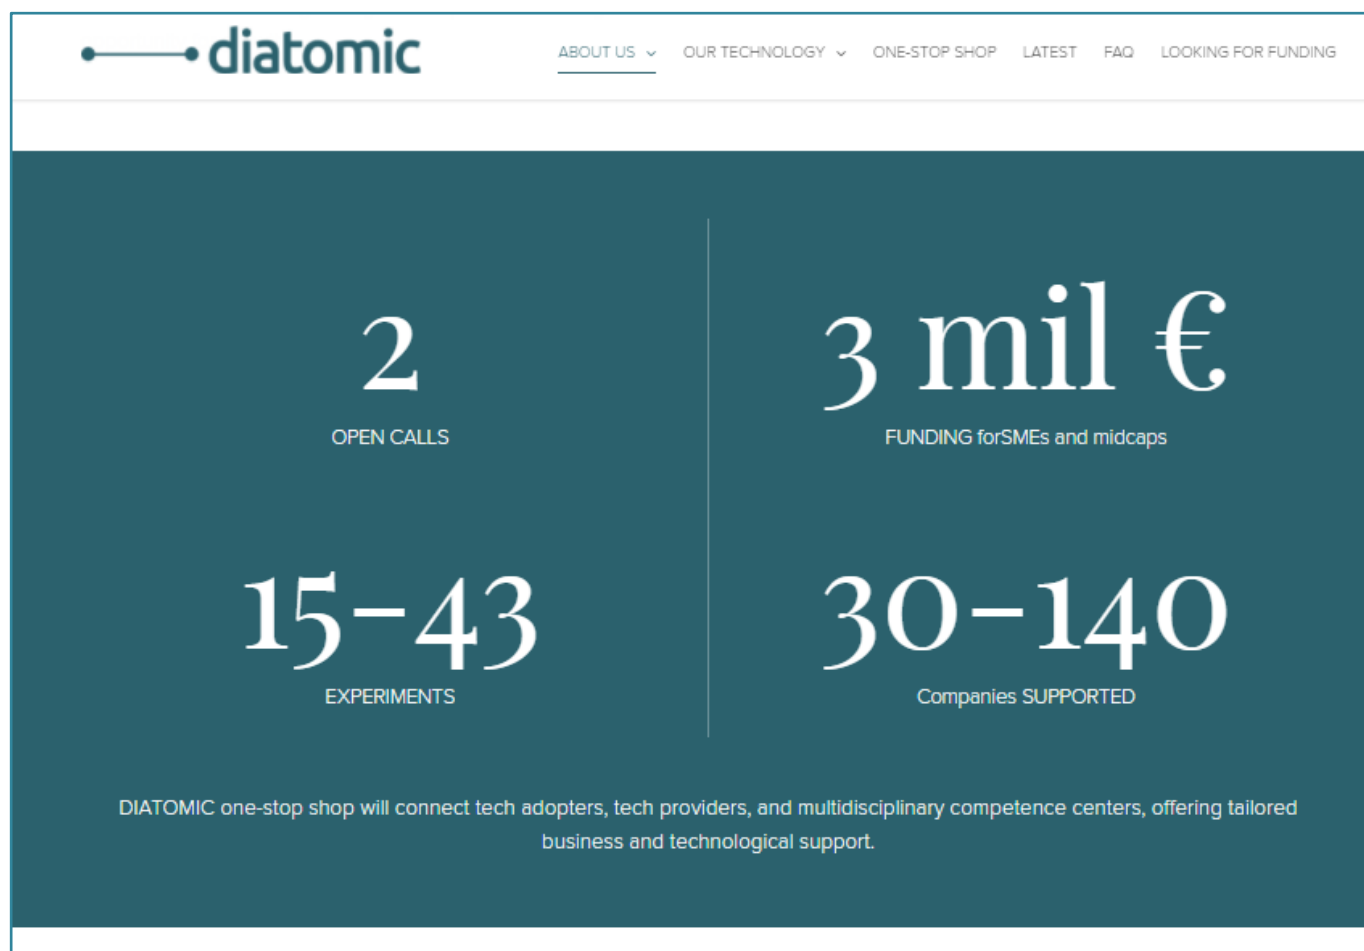 diatomic
ABOUT US OUR TECHNOLOGY ONE-STOP SHOP LATEST FAQ LOOKING FOR FUNDING
2
OPEN CALLS
3 mil €
FUNDING forSMEs and midcaps
15–43
EXPERIMENTS
30–140
Companies SUPPORTED
DIATOMIC one-stop shop will connect tech adopters, tech providers, and multidisciplinary competence centers, offering tailored
business and technological support.